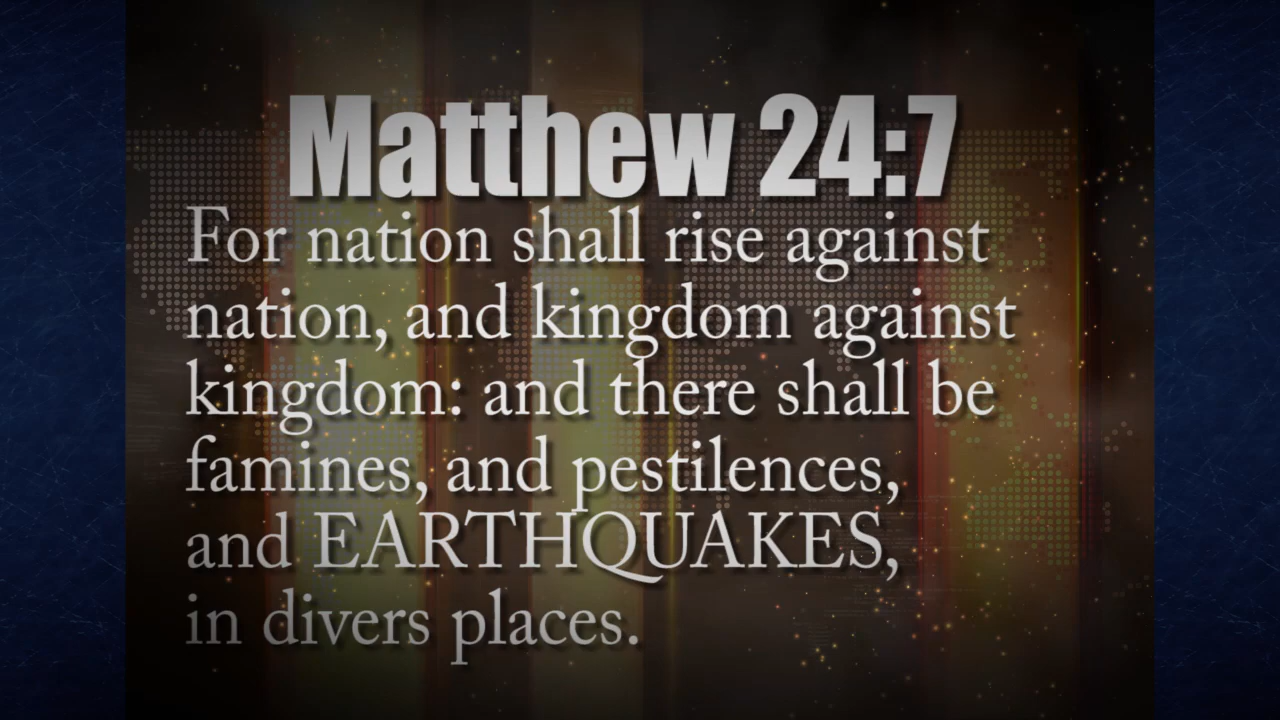 Matthew 24:7
For nation shall rise against
nation, and kingdom against
kingdom: and there shall be
famines, and pestilences,
and EARTHQUAKES,
in divers places.